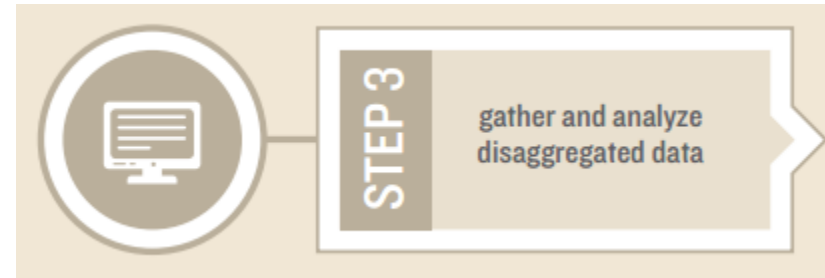 STEP 3
gather and analyze
disaggregated data